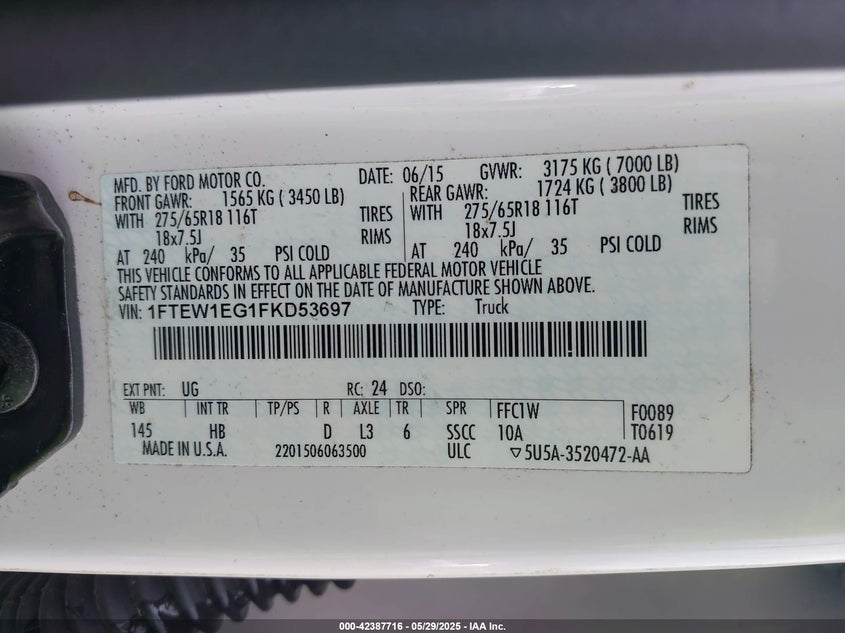 MFD. BY FORD MOTOR CO. DATE: 06/15 GVWR: 3175 KG ( 7000 LB)
FRONT GAWR: 1565 KG ( 3450 LB) REAR GAWR: 1724 KG ( 3800 LB)
WITH 275/65R18 116T TIRES WITH 275/65R18 116T TIRES
18x7.5J RIMS 18x7.5J RIMS
AT 240 kPa/ 35 PSI COLD AT 240 kPa/ 35 PSI COLD
THIS VEHICLE CONFORMS TO ALL APPLICABLE FEDERAL MOTOR VEHICLE
SAFETY STANDARDS IN EFFECT ON THE DATE OF MANUFACTURE SHOWN ABOVE.
VIN: 1FTEW1EG1FKD53697 TYPE: Truck
EXT PNT: UG RC: 24 DSO:
WB INT TR TP/PS R AXLE TR SPR FFC1W F0089
145 HB D L3 6 SSCC 10A T0619
MADE IN U.S.A. 2201506063500 ULC ▽5U5A-3520472-AA
000-42387716 - 05/29/2025 - IAA Inc.